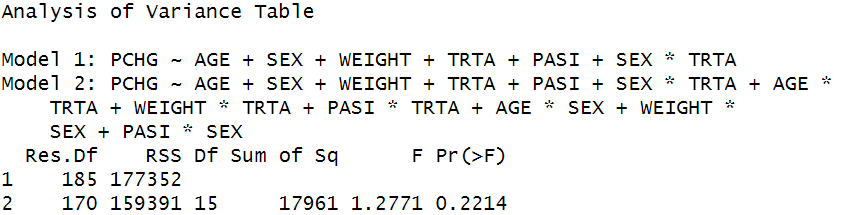 Analysis of Variance Table

Model 1: PCHG ~ AGE + SEX + WEIGHT + TRTA + PASI + SEX * TRTA
Model 2: PCHG ~ AGE + SEX + WEIGHT + TRTA + PASI + SEX * TRTA + AGE *
    TRTA + WEIGHT * TRTA + PASI * TRTA + AGE * SEX + WEIGHT *
    SEX + PASI * SEX
  Res.Df    RSS Df Sum of Sq      F Pr(>F)
1    185 177352
2    170 159391 15     17961 1.2771 0.2214